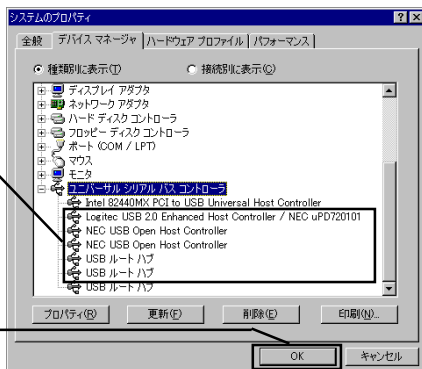 システムのプロパティ
全般 デバイス マネージャ ハードウェア プロファイル パフォーマンス
種類別に表示(T) 接続別に表示(C)
ディスプレイ アダプタ
ネットワーク アダプタ
ハード ディスク コントローラ
フロッピー ディスク コントローラ
ポート (COM / LPT)
マウス
モニタ
ユニバーサル シリアル バス コントローラ
Intel 82440MX PCI to USB Universal Host Controller
Logitec USB 2.0 Enhanced Host Controller / NEC uPD720101
NEC USB Open Host Controller
NEC USB Open Host Controller
USB ルート ハブ
USB ルート ハブ
USB ルート ハブ
プロパティ(R) 更新(F) 削除(E) 印刷(N)...
OK キャンセル